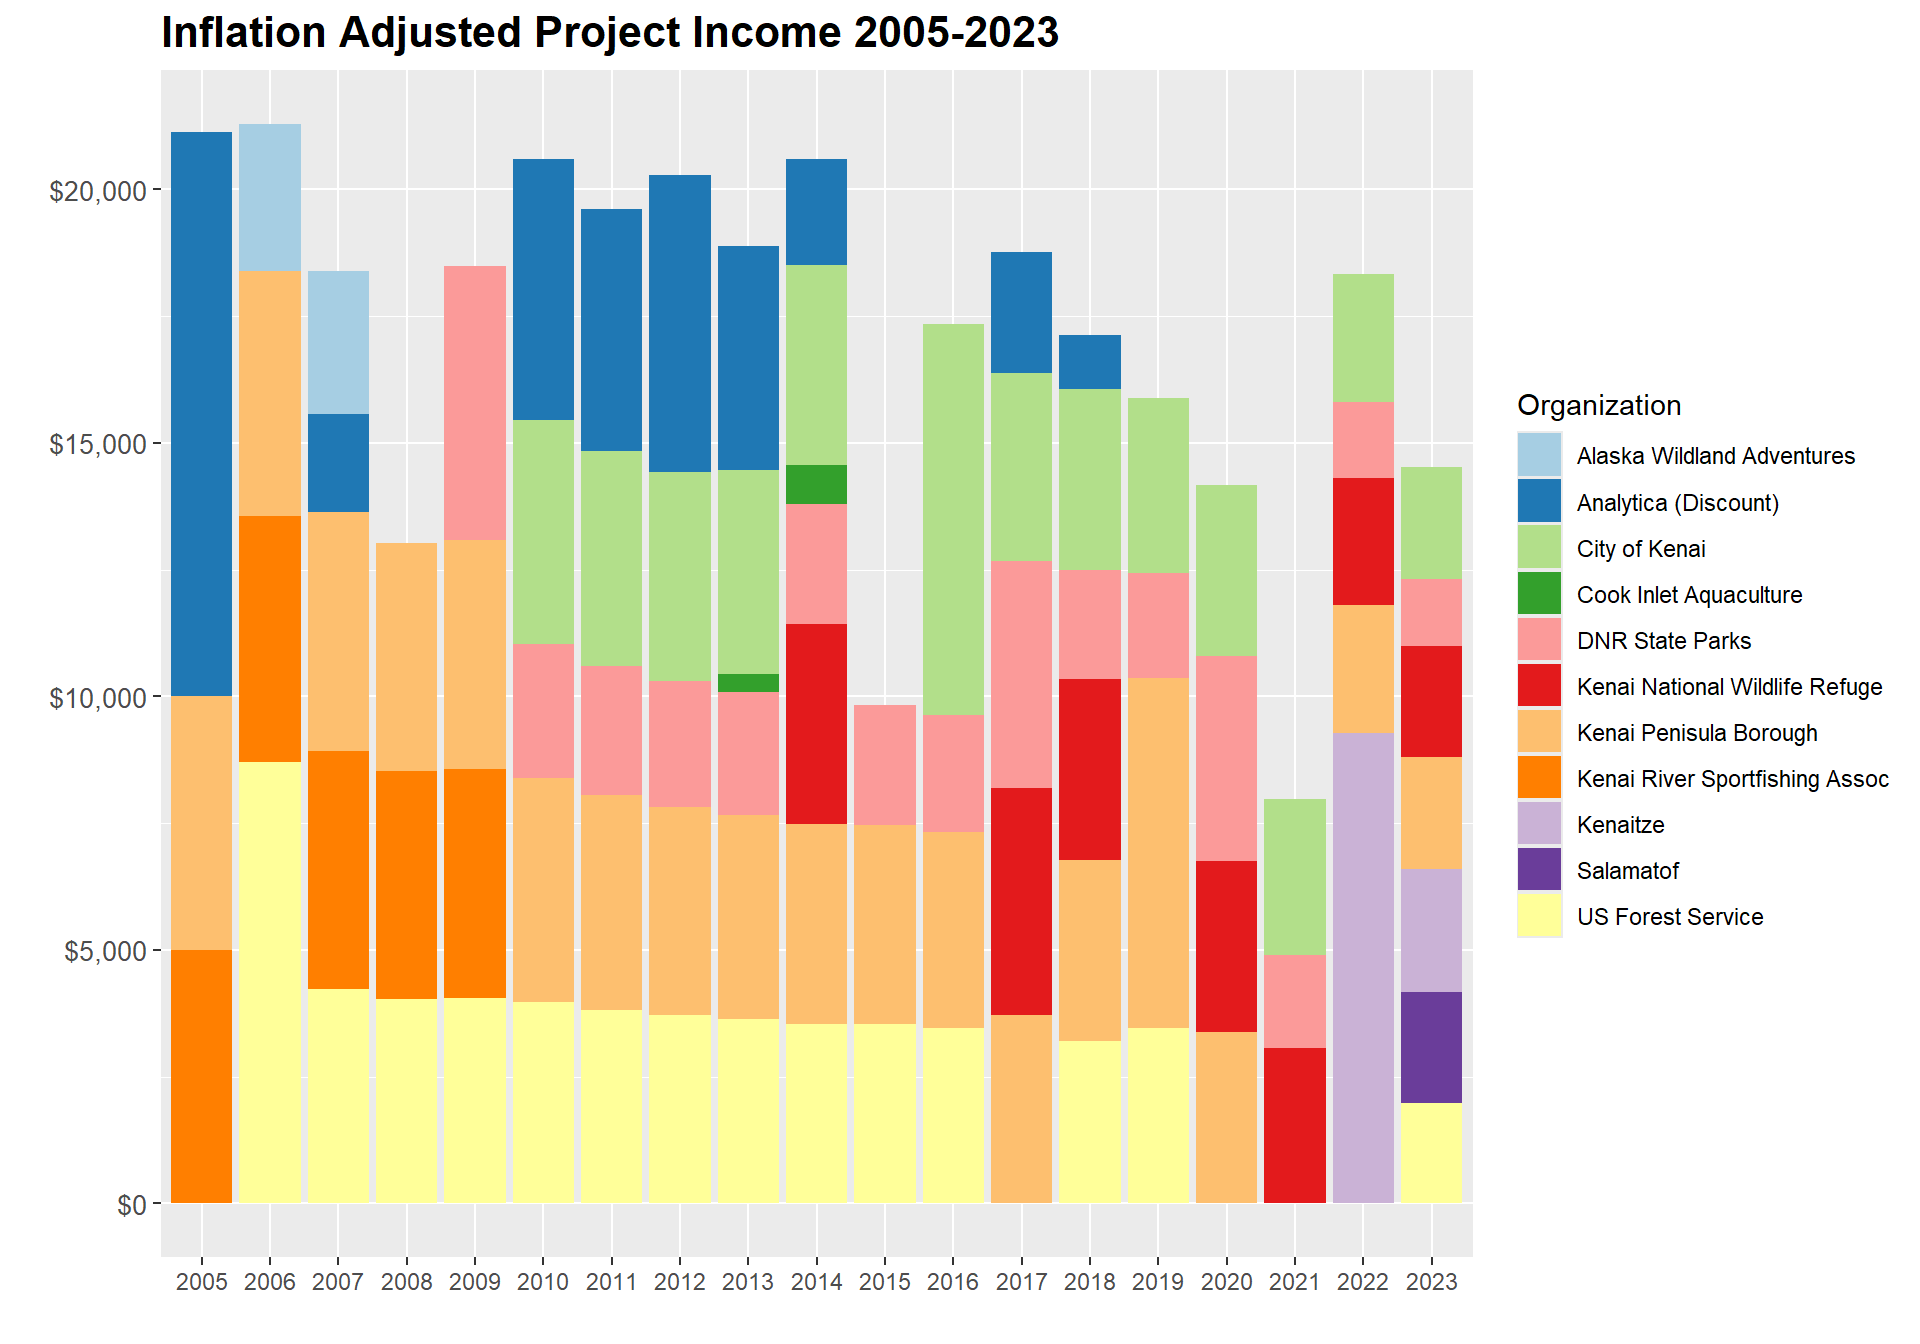 Inflation Adjusted Project Income 2005-2023
$20,000
$15,000
$10,000
$5,000
$0
2005 2006 2007 2008 2009 2010 2011 2012 2013 2014 2015 2016 2017 2018 2019 2020 2021 2022 2023
Organization
Alaska Wildland Adventures
Analytica (Discount)
City of Kenai
Cook Inlet Aquaculture
DNR State Parks
Kenai National Wildlife Refuge
Kenai Penisula Borough
Kenai River Sportfishing Assoc
Kenaitze
Salamatof
US Forest Service